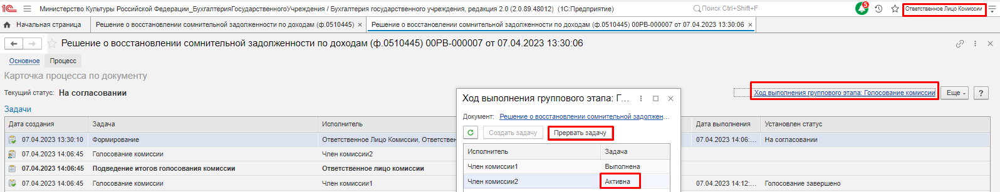 1С Министерство Культуры Российской Федерации_БухгалтерияГосударственногоУчреждения / Бухгалтерия государственного учреждения, редакция 2.0 (2.0.89.48012) (1С:Предприятие) Поиск Ctrl+Shift+F 5 Ответственное Лицо Комиссии
Начальная страница Решение о восстановлении сомнительной задолженности по доходам (ф.0510445) × Решение о восстановлении сомнительной задолженности по доходам (ф.0510445) 00РВ-000007 от 07.04.2023 13:30:06 ×
Решение о восстановлении сомнительной задолженности по доходам (ф.0510445) 00РВ-000007 от 07.04.2023 13:30:06
Основное Процесс
Карточка процесса по документу
Текущий статус: На согласовании
Ход выполнения группового этапа: Голосование комиссии Еще ?
Задачи
Дата создания Задача Исполнитель Дата выполнения Установлен статус
07.04.2023 13:30:10 Формирование Ответственное Лицо Комиссии, Ответствен 07.04.2023 14:06:... На согласовании
07.04.2023 14:06:45 Голосование комиссии Член комиссии2
07.04.2023 14:06:45 Подведение итогов голосования комиссии Ответственное лицо комиссии
07.04.2023 14:06:45 Голосование комиссии Член комиссии1 07.04.2023 14:12:... Голосование завершено
Ход выполнения группового этапа: Г...
Документ: Решение о восстановлении сомнительной задолжен...
Создать задачу Прервать задачу
Исполнитель Задача
Член комиссии1 Выполнена
Член комиссии2 Активна